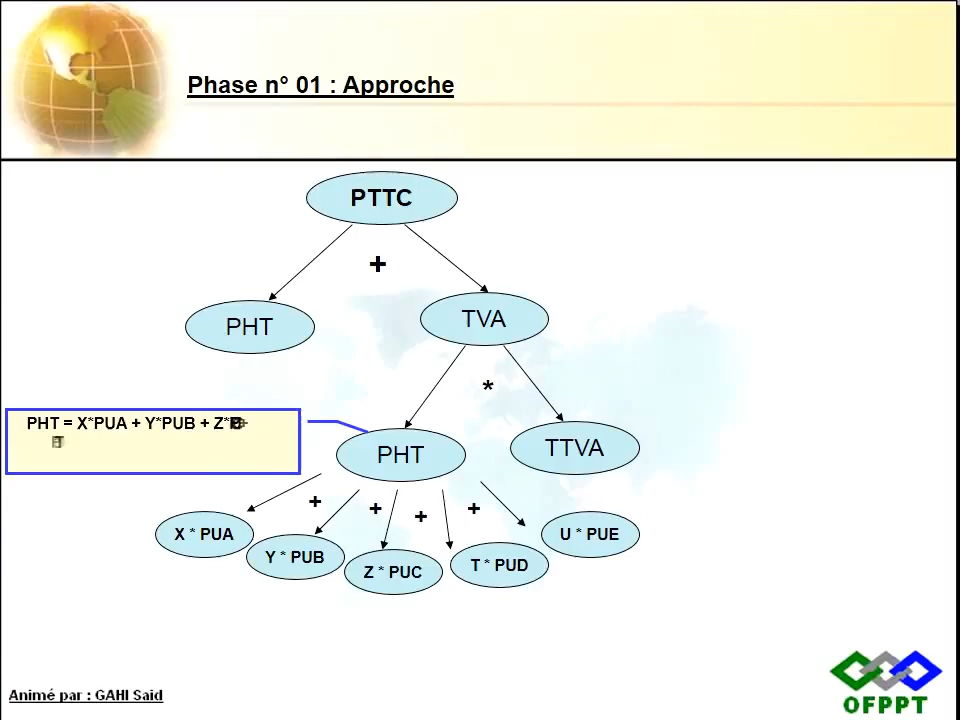 Phase n° 01 : Approche
PTTC
+
PHT
TVA
*
PHT = X*PUA + Y*PUB + Z*
PHT
TTVA
+
+
+
+
X * PUA
Y * PUB
Z * PUC
T * PUD
U * PUE
Animé par : GAHI Said
OFPPT